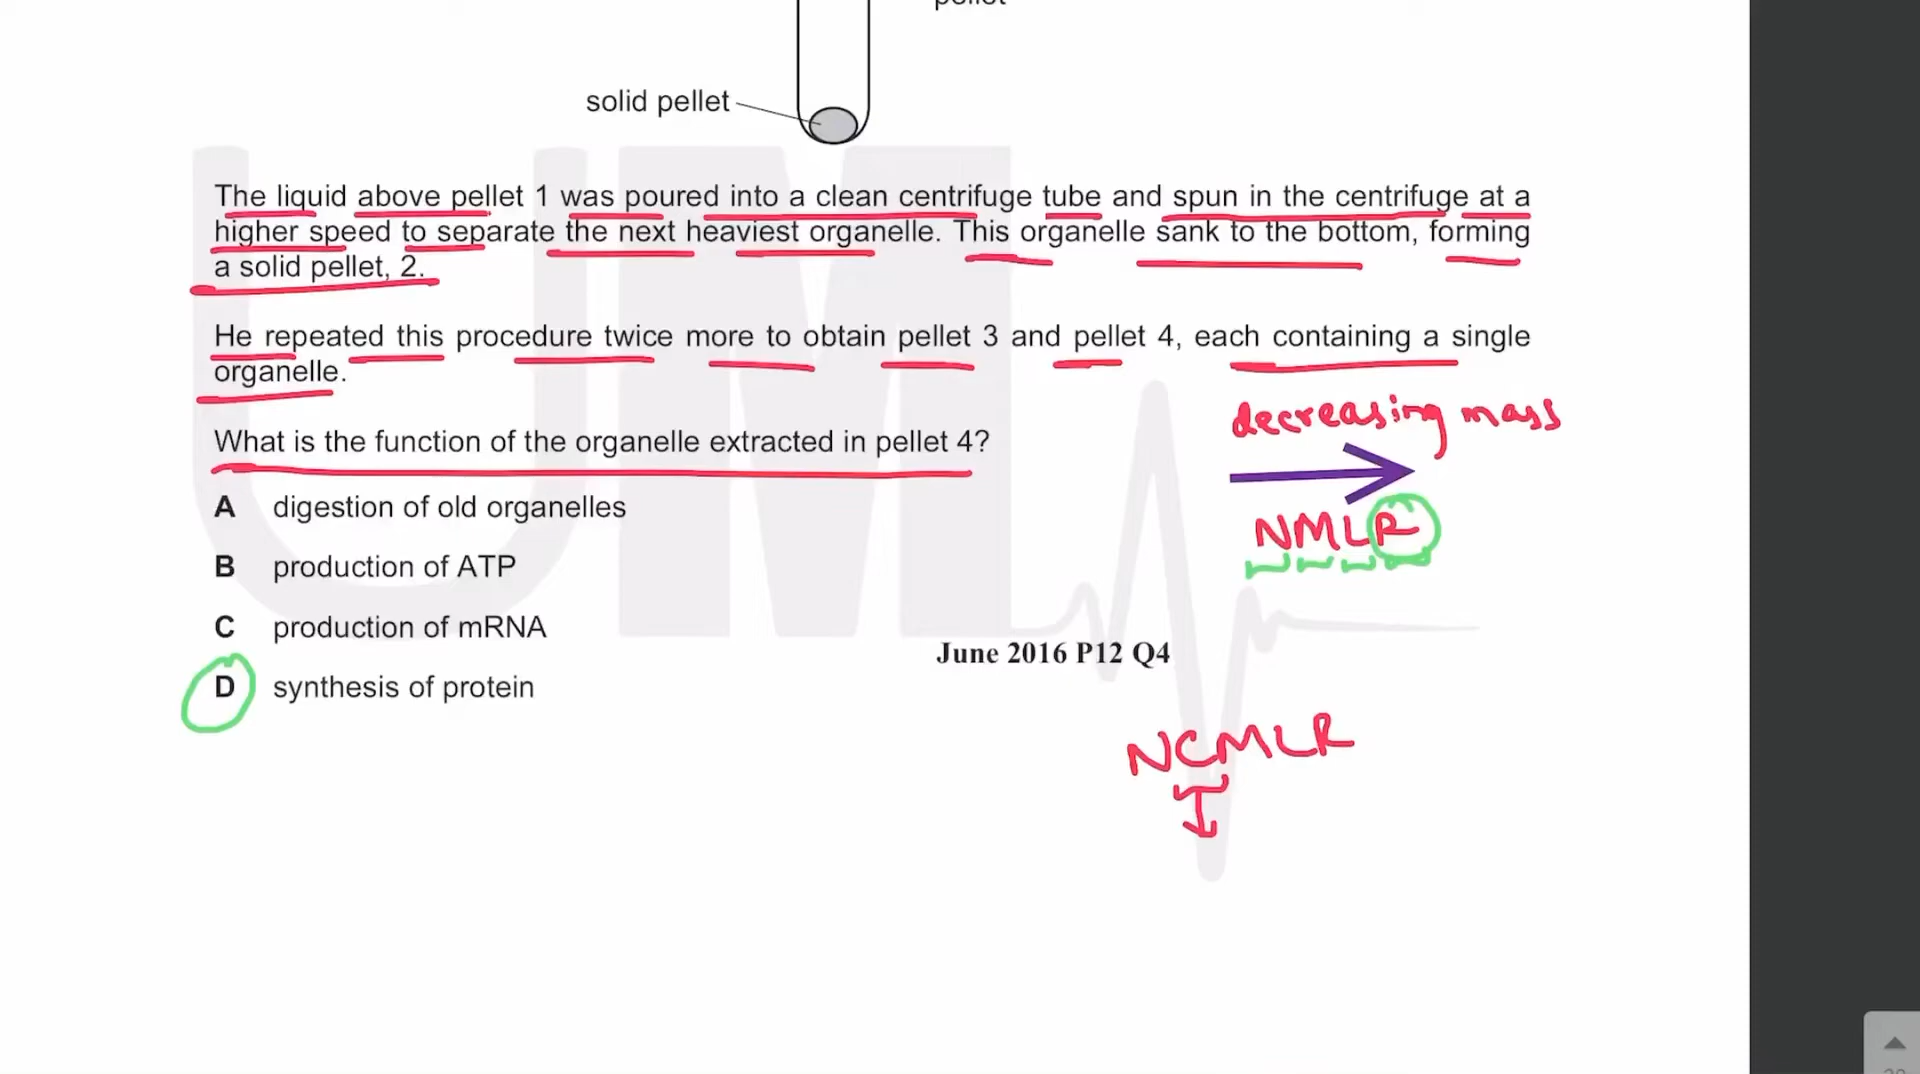 pellet
solid pellet
The liquid above pellet 1 was poured into a clean centrifuge tube and spun in the centrifuge at a
higher speed to separate the next heaviest organelle. This organelle sank to the bottom, forming
a solid pellet, 2.
He repeated this procedure twice more to obtain pellet 3 and pellet 4, each containing a single
organelle.
decreasing mass
What is the function of the organelle extracted in pellet 4?
A digestion of old organelles
NMLR
B production of ATP
C production of mRNA
June 2016 P12 Q4
D synthesis of protein
NCMLR